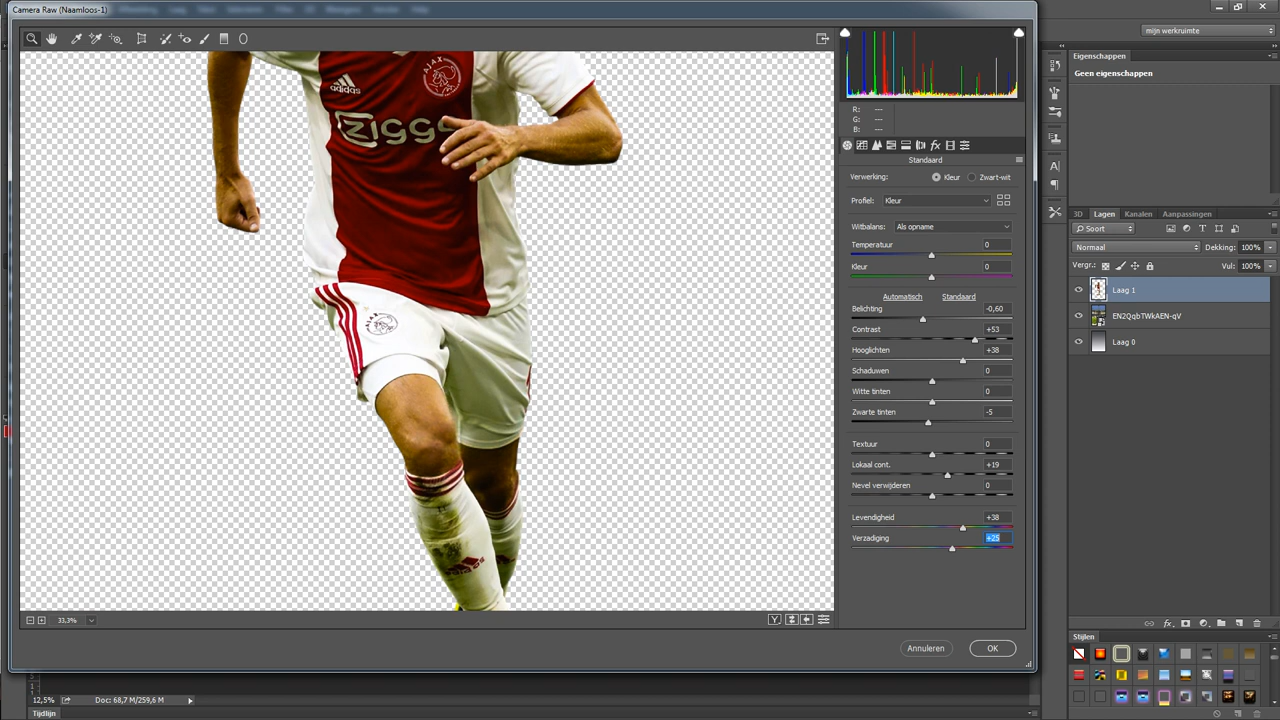 Camera Raw (Naamloos-1)
mijn werkruimte
Eigenschappen
Geen eigenschappen
R: ---
G: ---
B: ---
Standaard
Verwerking: Kleur Zwart-wit
Profiel: Kleur
Witbalans: Als opname
Temperatuur 0
Kleur 0
Automatisch Standaard
Belichting -0,60
Contrast +53
Hooglichten +38
Schaduwen 0
Witte tinten 0
Zwarte tinten -5
Textuur 0
Lokaal cont. +19
Nevel verwijderen 0
Levendigheid +38
Verzadiging +25
3D Lagen Kanalen Aanpassingen
Soort
Normaal Dekking: 100%
Vergr.: Vul: 100%
Laag 1
EN2QqbTWkAEN-qV
Laag 0
fx
Stijlen
AJAX
adidas
Ziggo
AJAX
adidas
33,3%
Y
Annuleren OK
12,5% Doc: 68,7 M/259,6 M
Tijdlijn